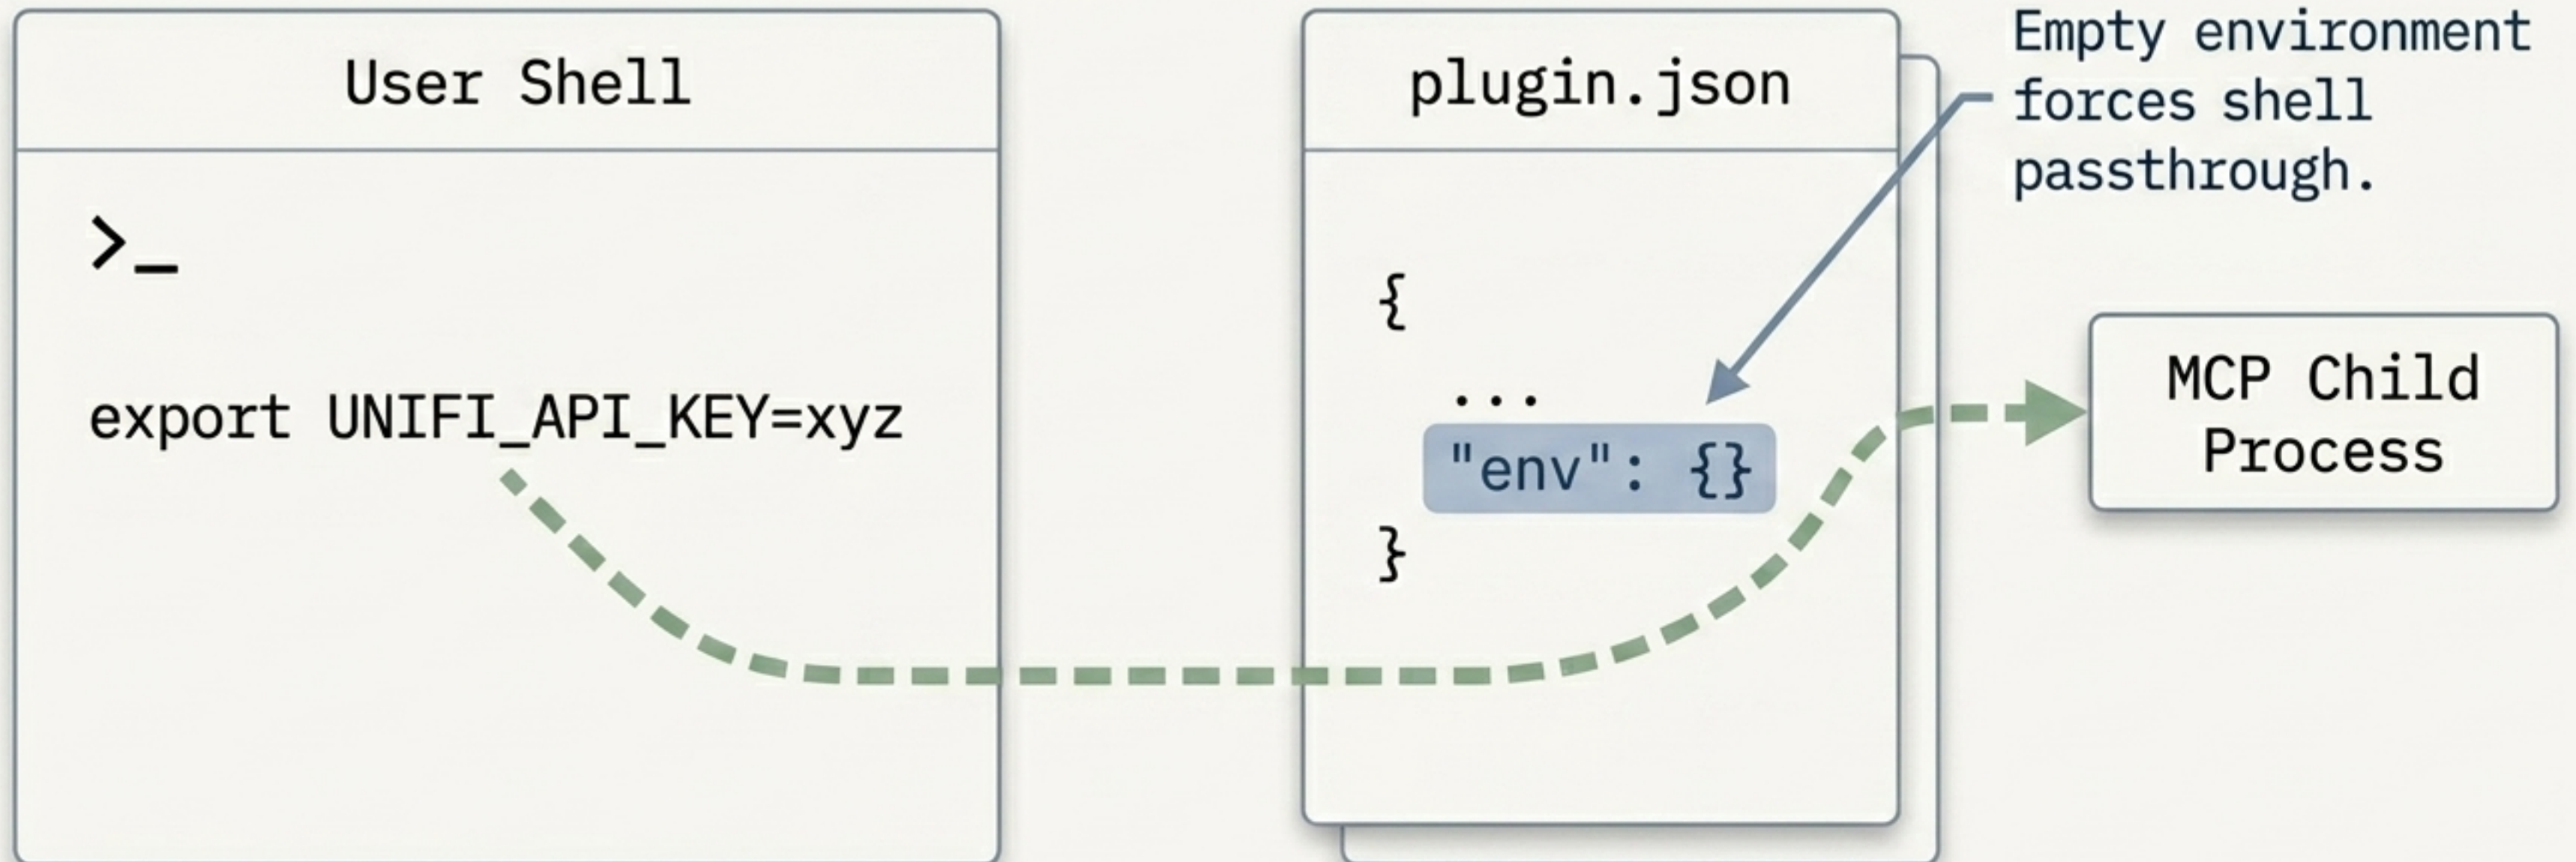 User Shell
>_
export UNIFI_API_KEY=xyz
plugin.json
{
...
"env": {}
}
Empty environment
forces shell
passthrough.
MCP Child
Process